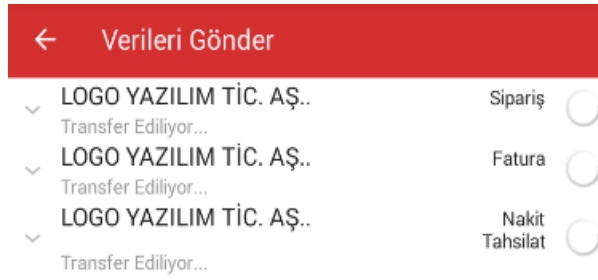 Verileri Gönder
LOGO YAZILIM TİC. AŞ.. Sipariş
Transfer Ediliyor...
LOGO YAZILIM TİC. AŞ.. Fatura
Transfer Ediliyor...
LOGO YAZILIM TİC. AŞ.. Nakit
Tahsilat
Transfer Ediliyor...